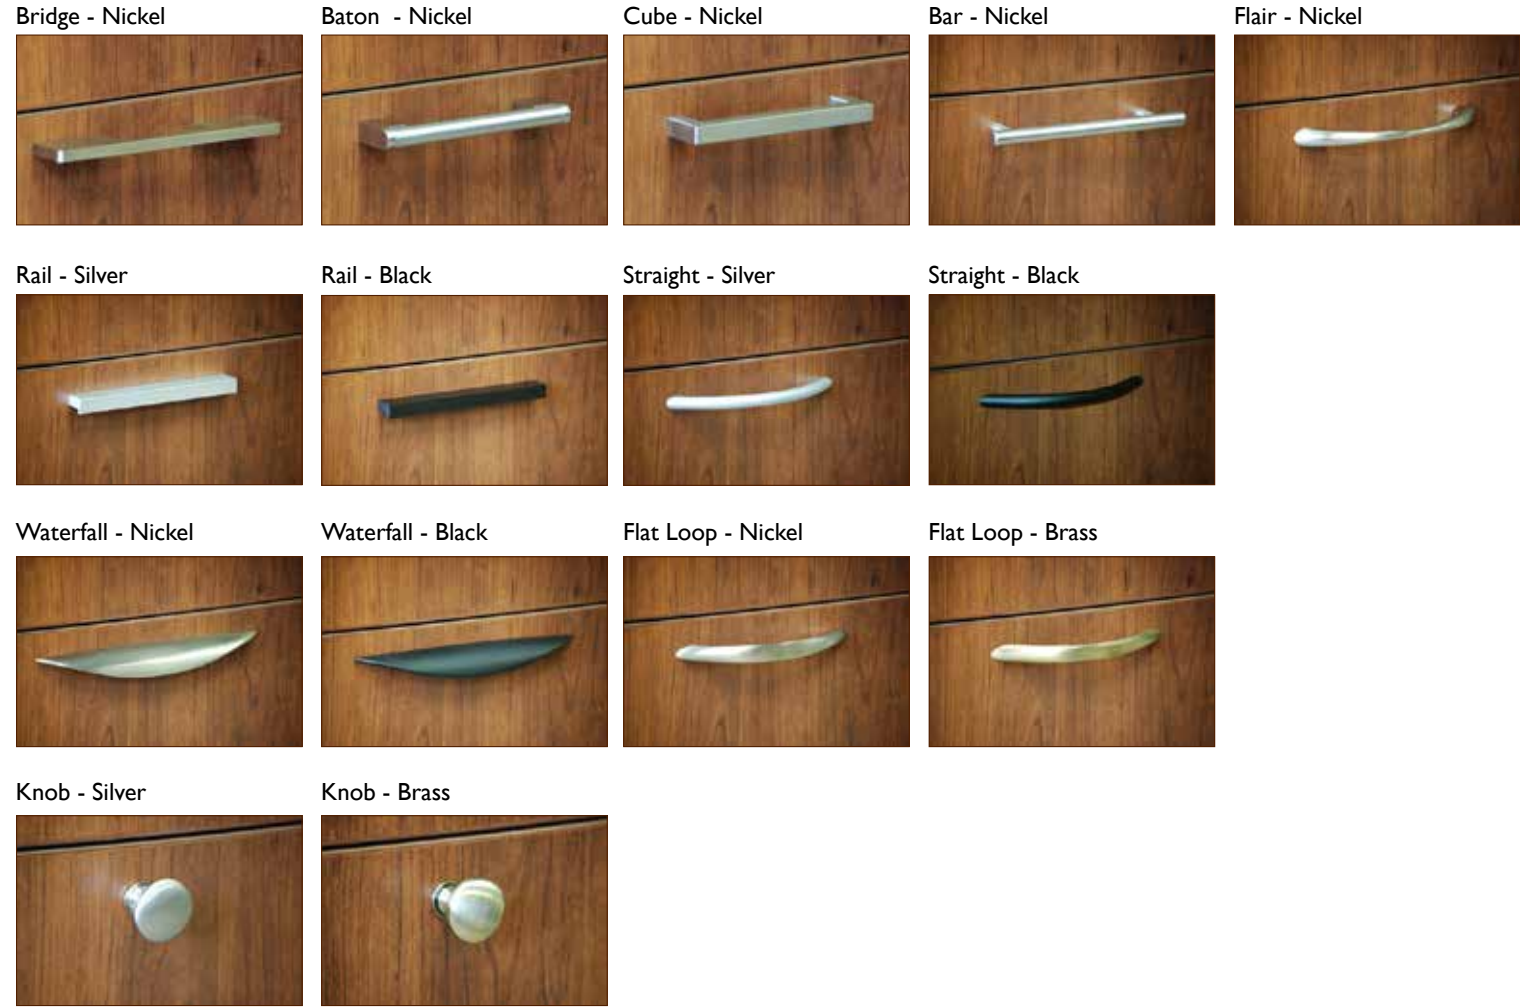 Bridge - Nickel
Baton  - Nickel
Cube - Nickel
Bar - Nickel
Flair - Nickel
Rail - Silver
Rail - Black
Straight - Silver
Straight - Black
Waterfall - Nickel
Waterfall - Black
Flat Loop - Nickel
Flat Loop - Brass
Knob - Silver
Knob - Brass